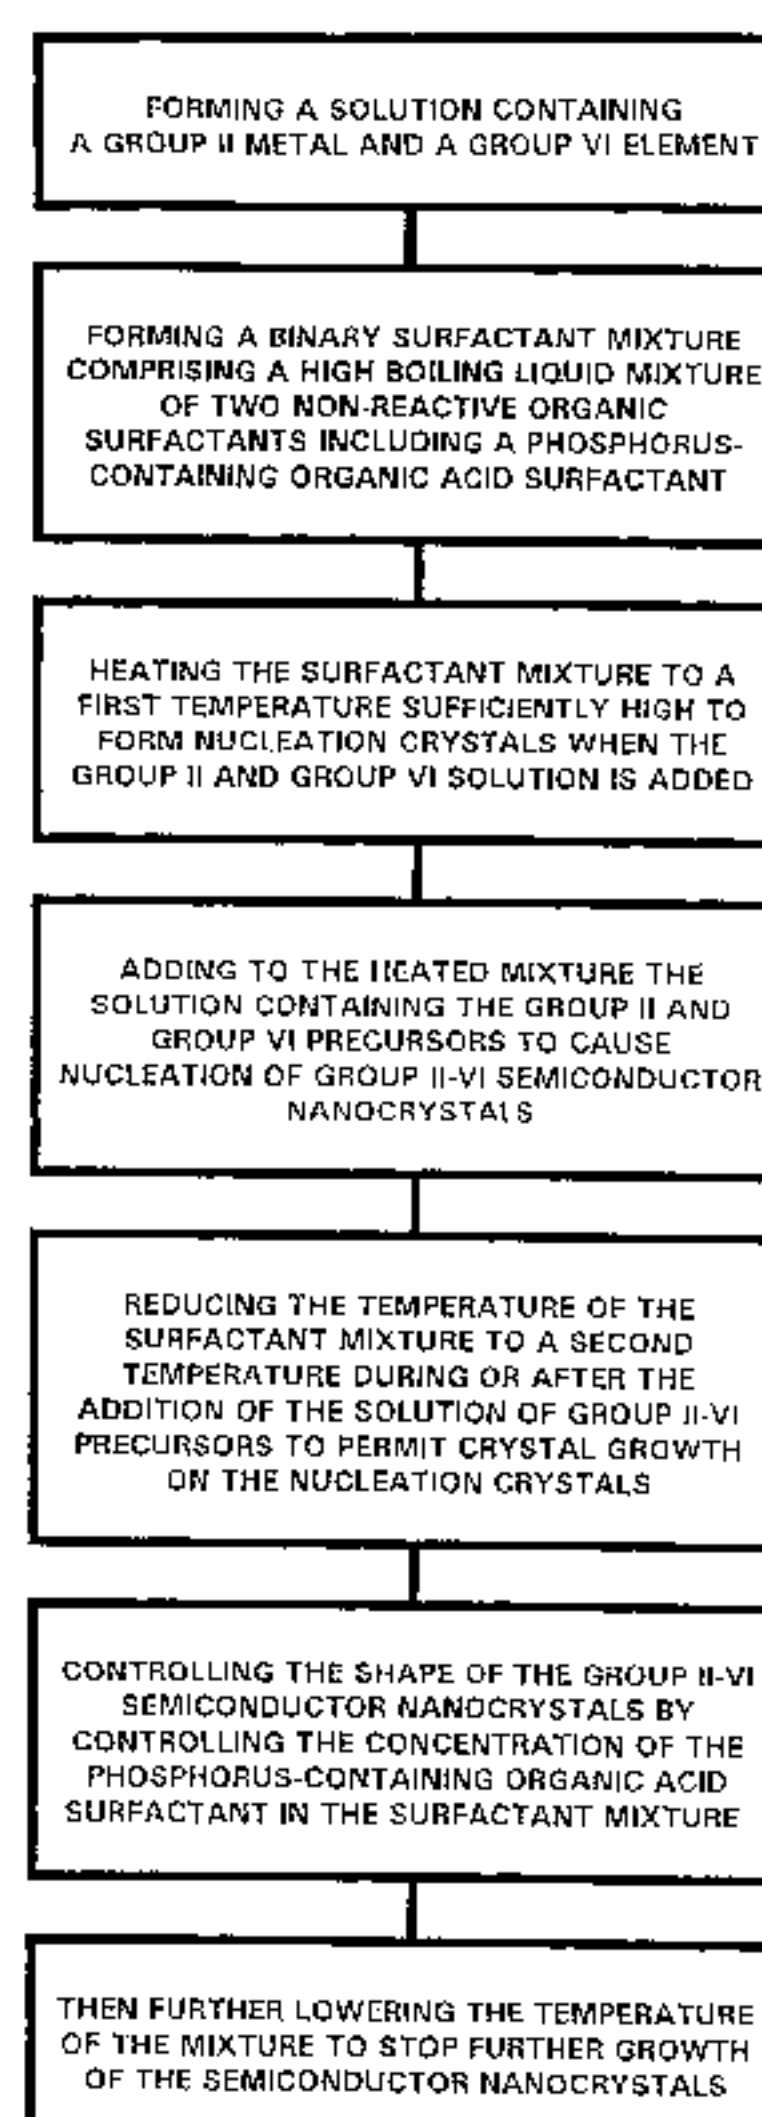 FORMING A SOLUTION CONTAINING
A GROUP II METAL AND A GROUP VI ELEMENT
FORMING A BINARY SURFACTANT MIXTURE
COMPRISING A HIGH BOILING LIQUID MIXTURE
OF TWO NON-REACTIVE ORGANIC
SURFACTANTS INCLUDING A PHOSPHORUS-
CONTAINING ORGANIC ACID SURFACTANT
HEATING THE SURFACTANT MIXTURE TO A
FIRST TEMPERATURE SUFFICIENTLY HIGH TO
FORM NUCLEATION CRYSTALS WHEN THE
GROUP II AND GROUP VI SOLUTION IS ADDED
ADDING TO THE HEATED MIXTURE THE
SOLUTION CONTAINING THE GROUP II AND
GROUP VI PRECURSORS TO CAUSE
NUCLEATION OF GROUP II-VI SEMICONDUCTOR
NANOCRYSTALS
REDUCING THE TEMPERATURE OF THE
SURFACTANT MIXTURE TO A SECOND
TEMPERATURE DURING OR AFTER THE
ADDITION OF THE SOLUTION OF GROUP II-VI
PRECURSORS TO PERMIT CRYSTAL GROWTH
ON THE NUCLEATION CRYSTALS
CONTROLLING THE SHAPE OF THE GROUP II-VI
SEMICONDUCTOR NANOCRYSTALS BY
CONTROLLING THE CONCENTRATION OF THE
PHOSPHORUS-CONTAINING ORGANIC ACID
SURFACTANT IN THE SURFACTANT MIXTURE
THEN FURTHER LOWERING THE TEMPERATURE
OF THE MIXTURE TO STOP FURTHER GROWTH
OF THE SEMICONDUCTOR NANOCRYSTALS